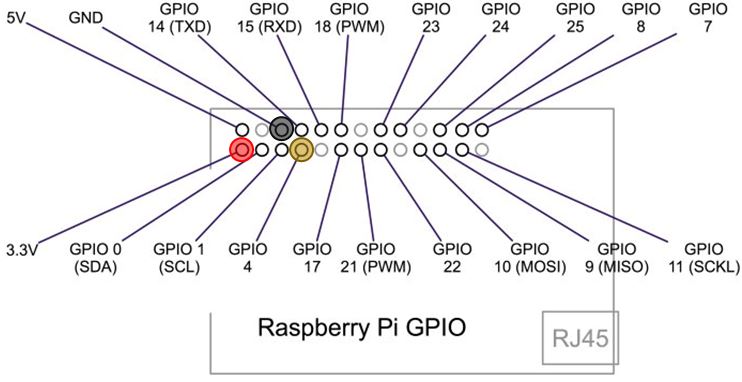 5V
GND
GPIO
14 (TXD)
GPIO
15 (RXD)
GPIO
18 (PWM)
GPIO
23
GPIO
24
GPIO
25
GPIO
8
GPIO
7
3.3V
GPIO 0
(SDA)
GPIO 1
(SCL)
GPIO
4
GPIO
17
GPIO
21 (PWM)
GPIO
22
GPIO
10 (MOSI)
GPIO
9 (MISO)
GPIO
11 (SCKL)
Raspberry Pi GPIO
RJ45